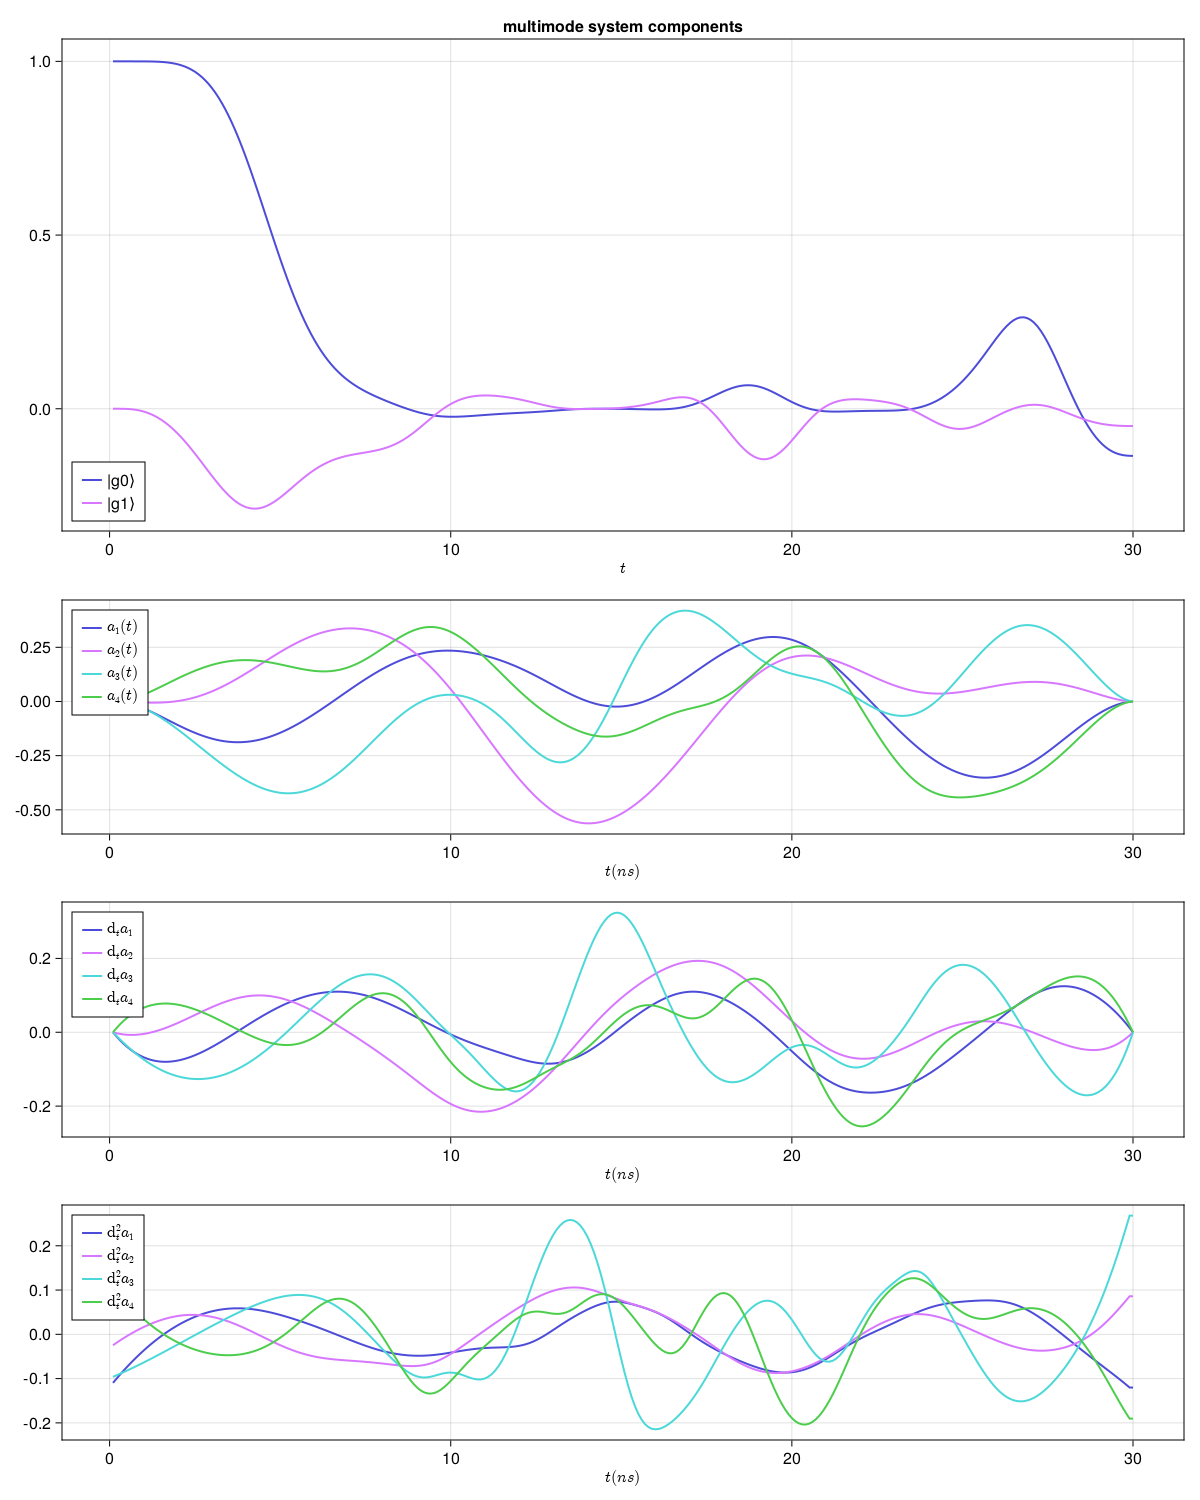 multimode system components
1.0
0.5
0.0
|g0⟩
|g1⟩
0 10 20 30
t
0.25
0.00
-0.25
-0.50
a₁(t)
a₂(t)
a₃(t)
a₄(t)
0 10 20 30
t(ns)
0.2
0.0
-0.2
dₜa₁
dₜa₂
dₜa₃
dₜa₄
0 10 20 30
t(ns)
0.2
0.1
0.0
-0.1
-0.2
d²ₜa₁
d²ₜa₂
d²ₜa₃
d²ₜa₄
0 10 20 30
t(ns)